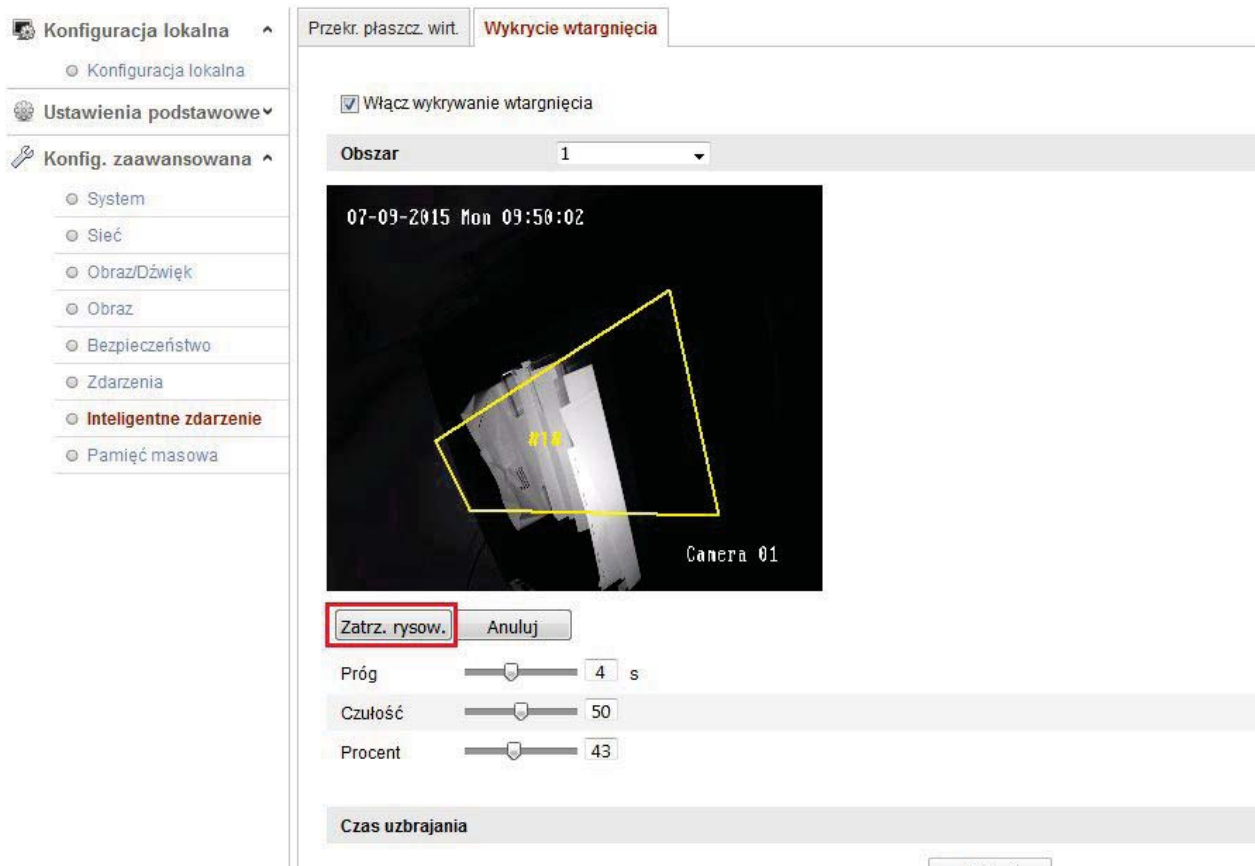 Konfiguracja lokalna
Konfiguracja lokalna
Ustawienia podstawowe
Konfig. zaawansowana
System
Sieć
Obraz/Dźwięk
Obraz
Bezpieczeństwo
Zdarzenia
Inteligentne zdarzenie
Pamięć masowa
Przekr. płaszcz. wirt. Wykrycie wtargnięcia
Włącz wykrywanie wtargnięcia
Obszar 1
07-09-2015 Mon 09:50:02
#1#
Camera 01
Zatrz. rysow. Anuluj
Próg 4 s
Czułość 50
Procent 43
Czas uzbrajania